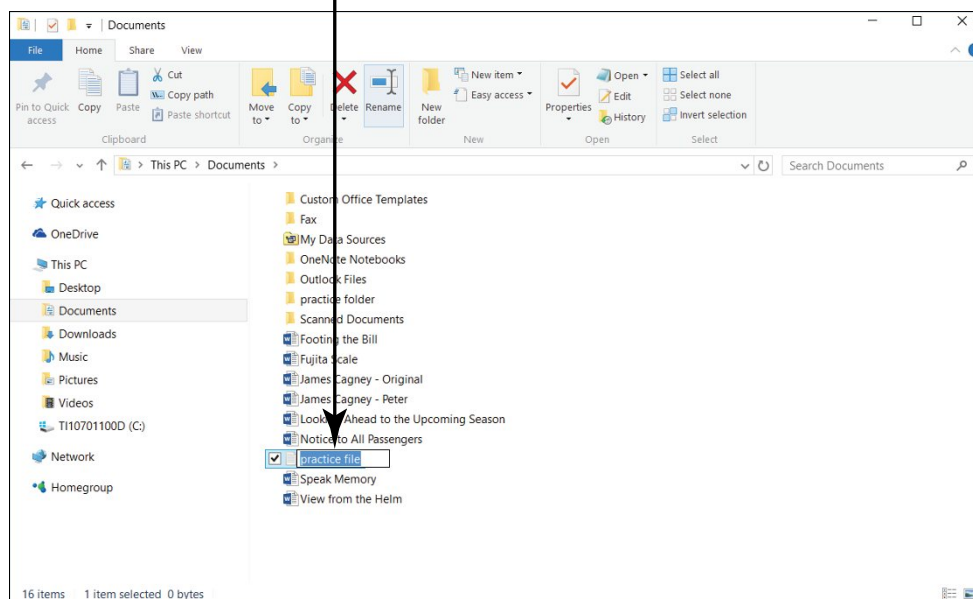 Documents
File Home Share View
Pin to Quick access
Copy
Paste
Cut
Copy path
Paste shortcut
Clipboard
Move to
Copy to
Delete
Rename
Organize
New folder
New item
Easy access
New
Properties
Open
Edit
History
Open
Select all
Select none
Invert selection
Select
This PC > Documents >
Search Documents
Quick access
OneDrive
This PC
Desktop
Documents
Downloads
Music
Pictures
Videos
TI10701100D (C:)
Network
Homegroup
Custom Office Templates
Fax
My Data Sources
OneNote Notebooks
Outlook Files
practice folder
Scanned Documents
Footing the Bill
Fujita Scale
James Cagney - Original
James Cagney - Peter
Looking Ahead to the Upcoming Season
Notice to All Passengers
practice file
Speak Memory
View from the Helm
16 items 1 item selected 0 bytes